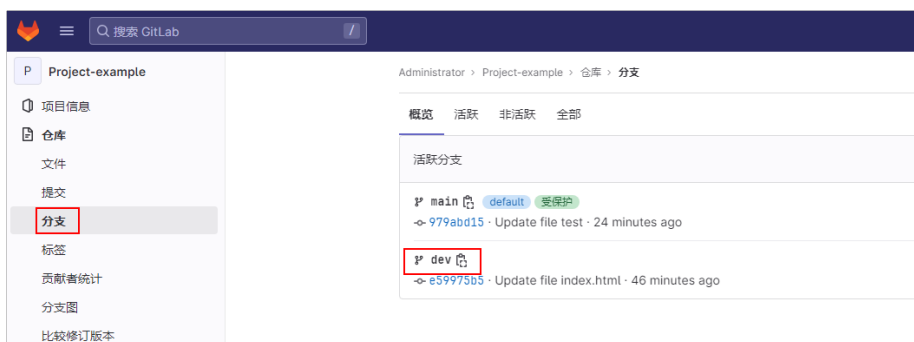 搜索 GitLab /
P Project-example
项目信息
仓库
文件
提交
分支
标签
贡献者统计
分支图
比较修订版本
Administrator › Project-example › 仓库 › 分支
概览 活跃 非活跃 全部
活跃分支
main default 受保护
979abd15 · Update file test · 24 minutes ago
dev
e59975b5 · Update file index.html · 46 minutes ago